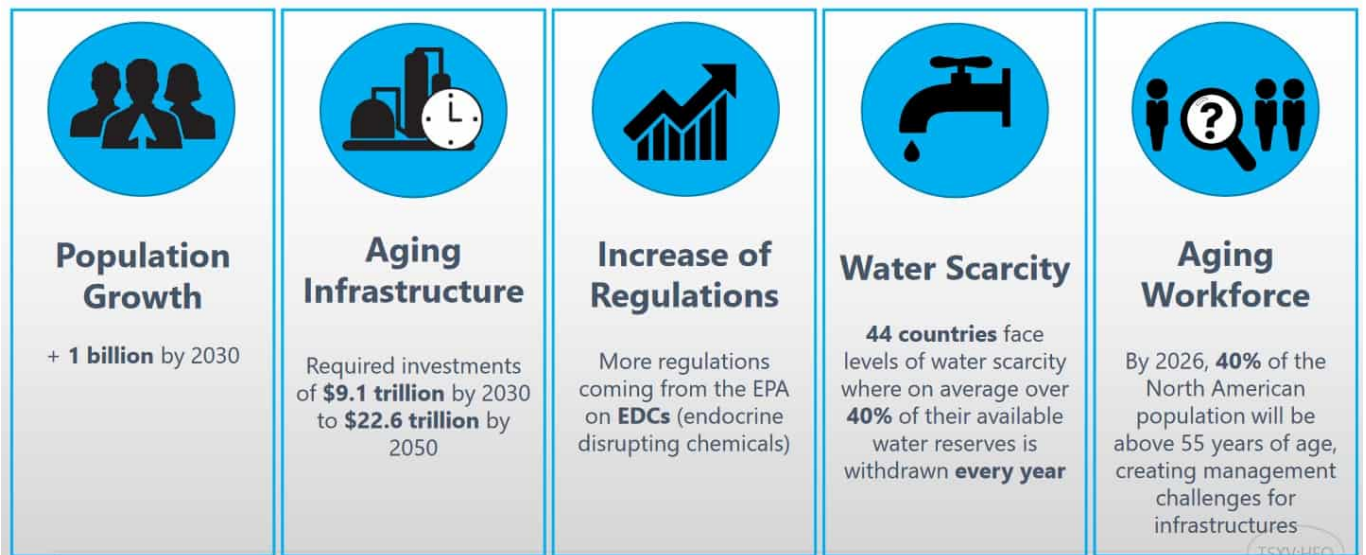 Population
Growth
+ 1 billion by 2030
Aging
Infrastructure
Required investments
of $9.1 trillion by 2030
to $22.6 trillion by
2050
Increase of
Regulations
More regulations
coming from the EPA
on EDCs (endocrine
disrupting chemicals)
Water Scarcity
44 countries face
levels of water scarcity
where on average over
40% of their available
water reserves is
withdrawn every year
?
Aging
Workforce
By 2026, 40% of the
North American
population will be
above 55 years of age,
creating management
challenges for
infrastructures